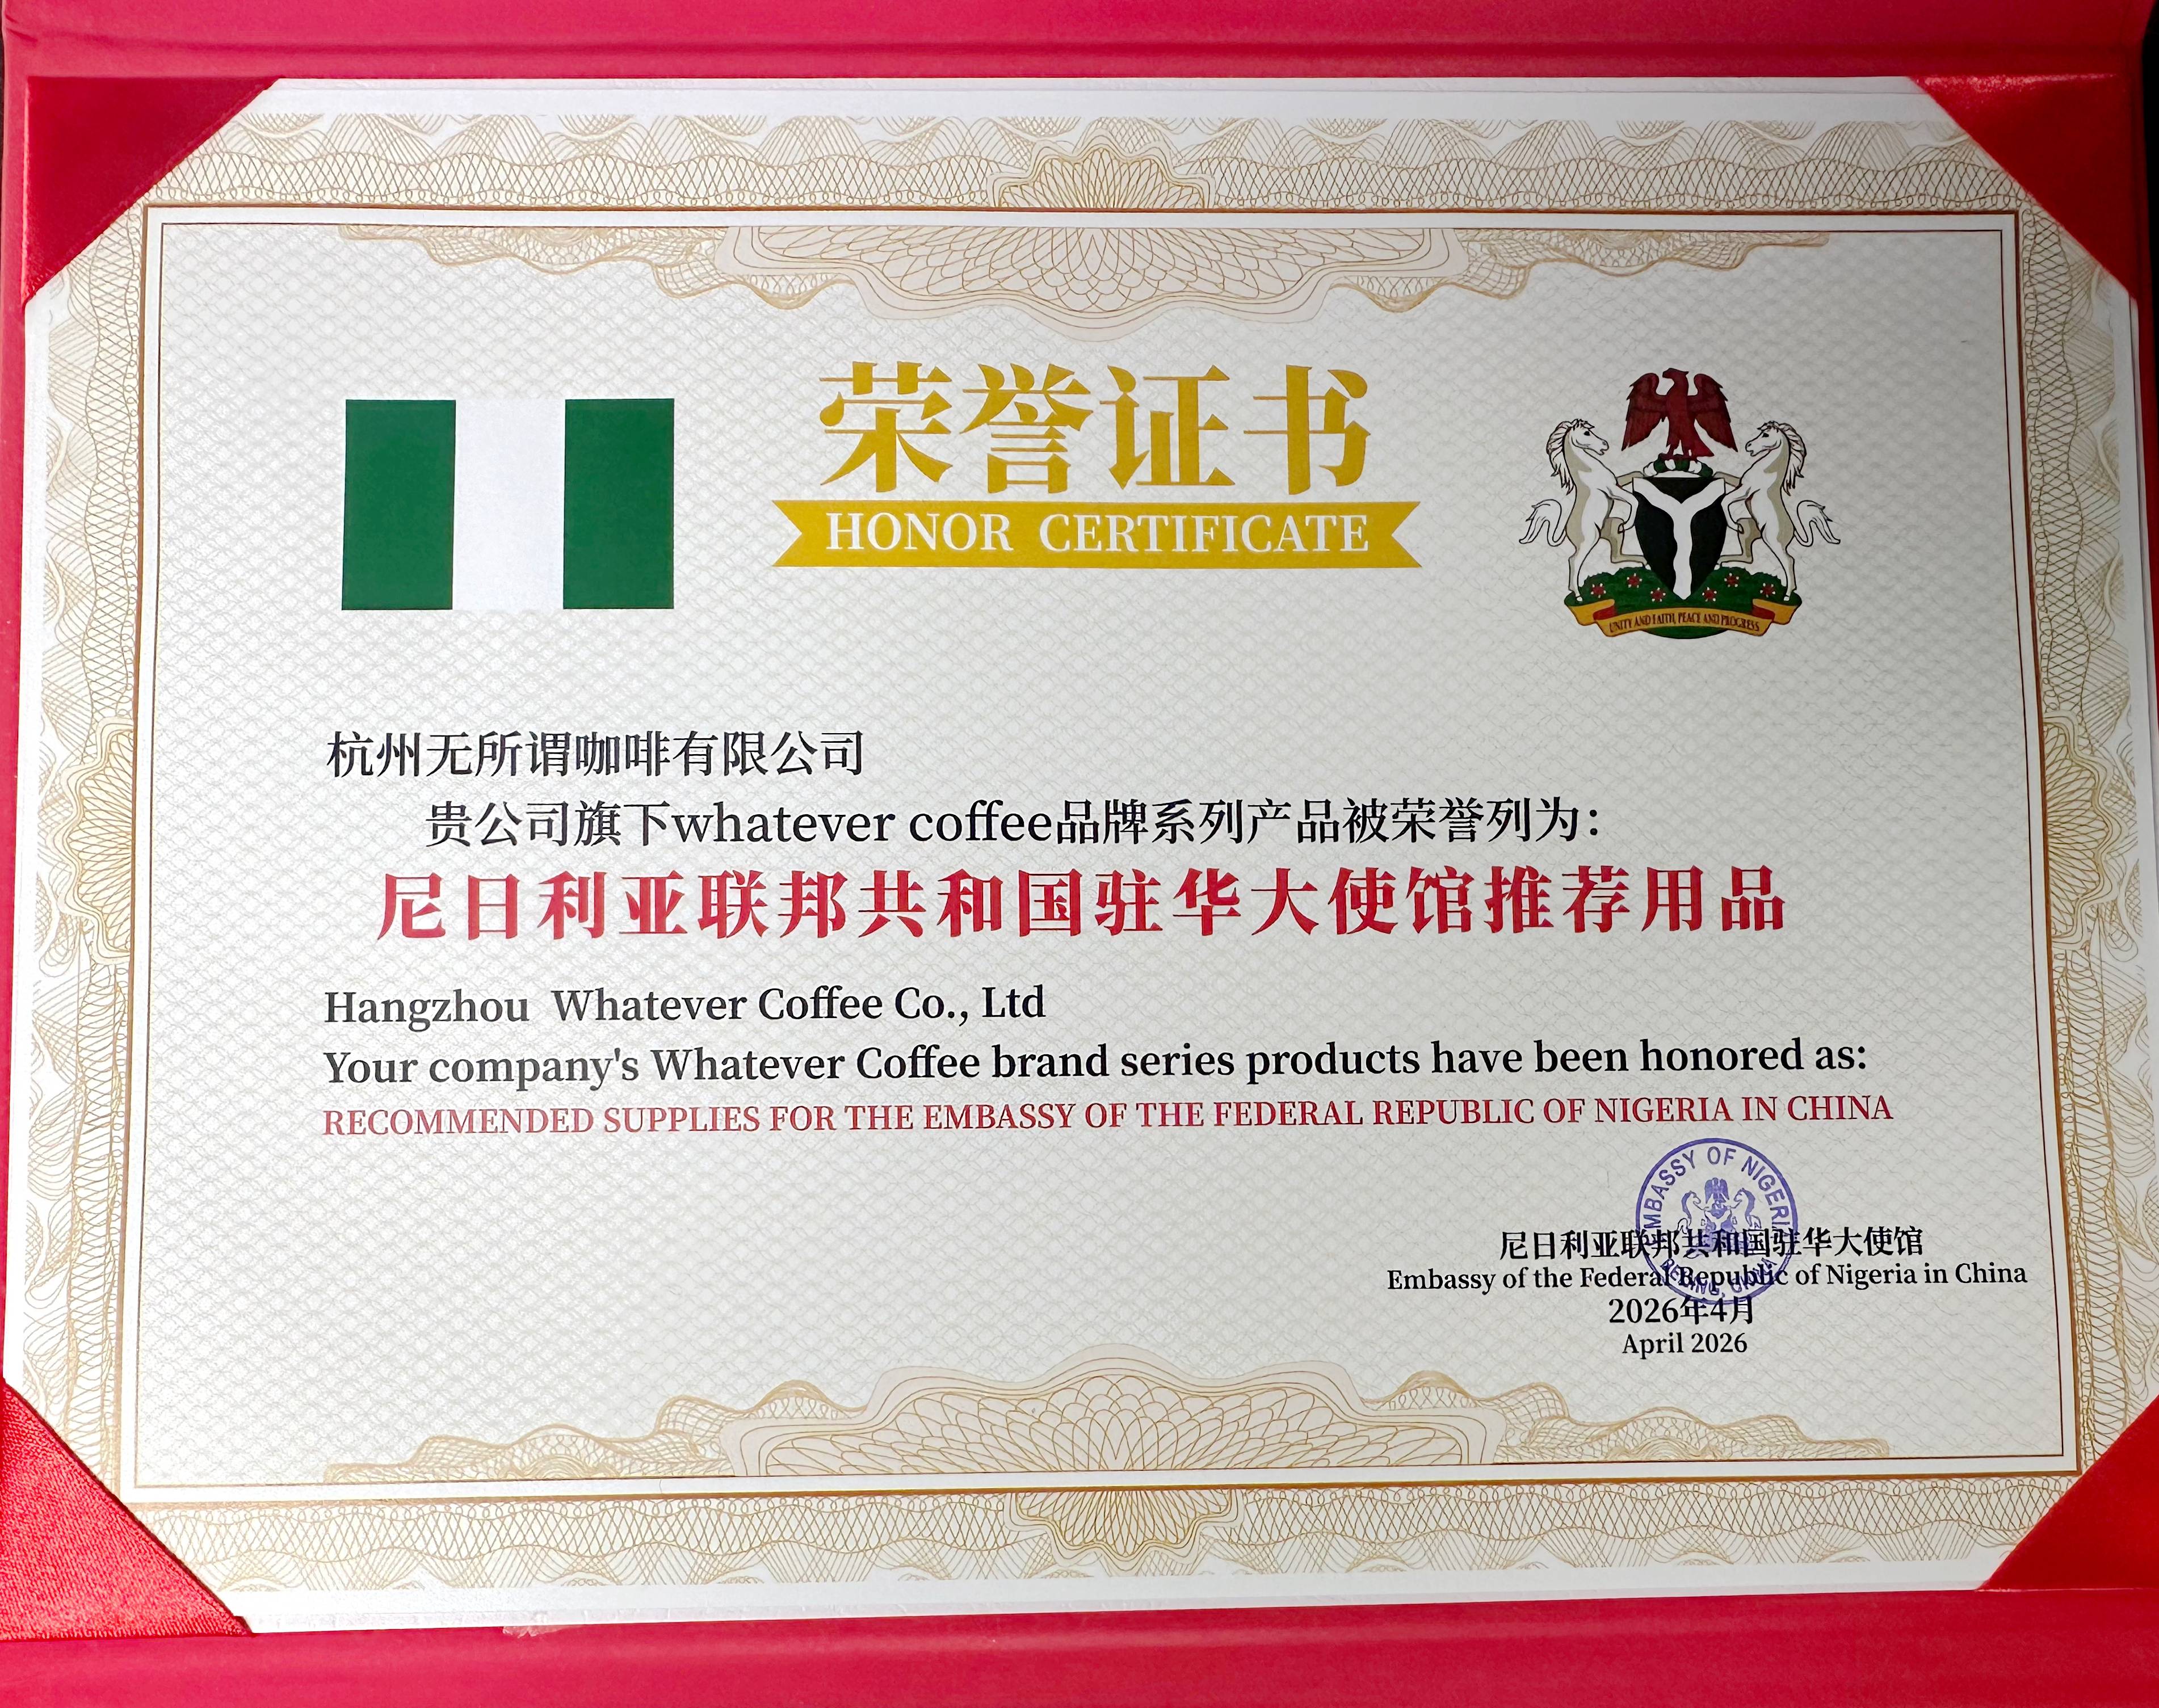 荣誉证书
HONOR CERTIFICATE
UNITY AND FAITH, PEACE AND PROGRESS
杭州无所谓咖啡有限公司
贵公司旗下whatever coffee品牌系列产品被荣誉列为：
尼日利亚联邦共和国驻华大使馆推荐用品
Hangzhou Whatever Coffee Co., Ltd
Your company's Whatever Coffee brand series products have been honored as:
RECOMMENDED SUPPLIES FOR THE EMBASSY OF THE FEDERAL REPUBLIC OF NIGERIA IN CHINA
EMBASSY OF NIGERIA
BEIJING, CHINA
尼日利亚联邦共和国驻华大使馆
Embassy of the Federal Republic of Nigeria in China
2026年4月
April 2026